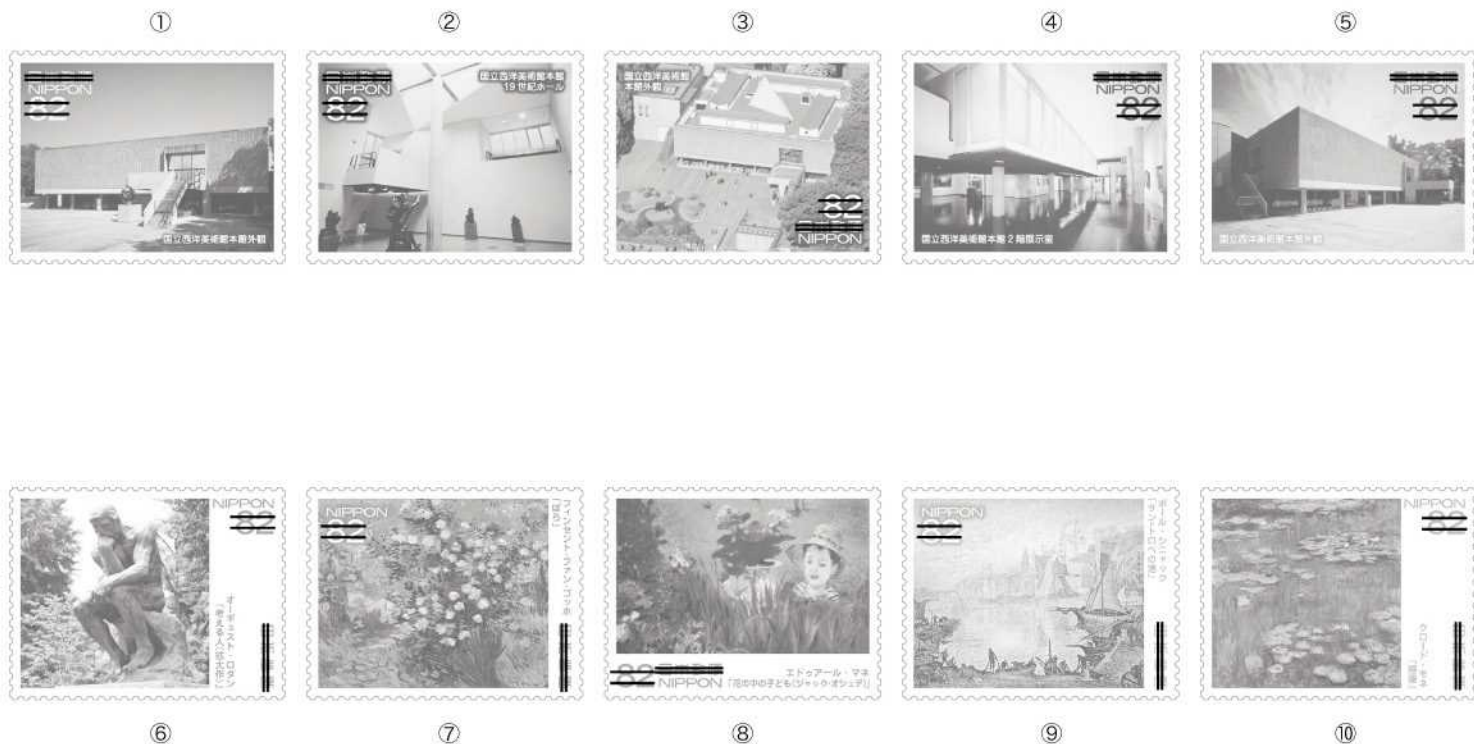 ① ② ③ ④ ⑤
NIPPON
82
国立西洋美術館本館外観
NIPPON
82
国立西洋美術館本館
19世紀ホール
国立西洋美術館
本館外観
82
NIPPON
NIPPON
82
国立西洋美術館本館2階展示室
NIPPON
82
国立西洋美術館本館外観
NIPPON
82
オーギュスト・ロダン
「考える人(拡大作)」
NIPPON
82
フィンセント・ファン・ゴッホ
「ばら」
82
NIPPON
エドゥアール・マネ
「花の中の子ども(ジャック・オシュデ)」
NIPPON
82
ポール・シニャック
「サン=トロペの港」
NIPPON
82
クロード・モネ
「睡蓮」
⑥ ⑦ ⑧ ⑨ ⑩